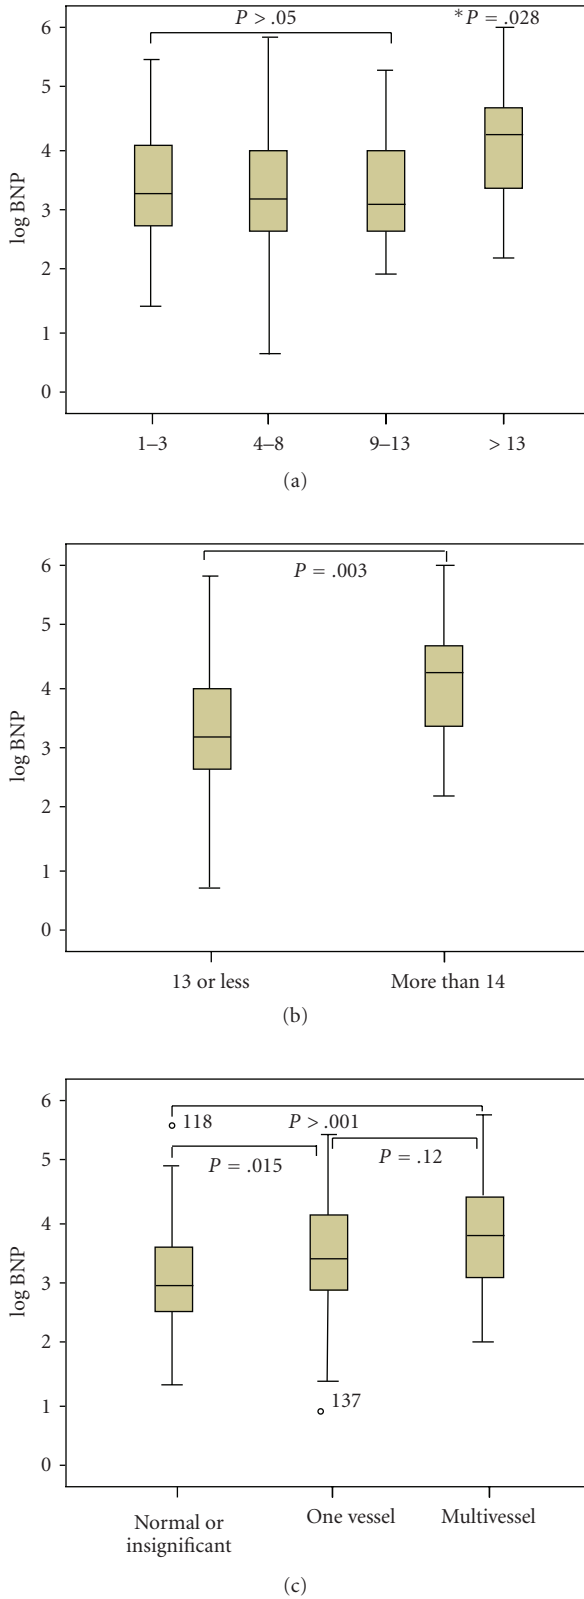 P > .05
*P = .028
6
5
4
3
2
1
0
log BNP
1–3
4–8
9–13
> 13
(a)
P = .003
6
5
4
3
2
1
0
log BNP
13 or less
More than 14
(b)
6
5
4
3
2
1
0
log BNP
118
P > .001
P = .015
P = .12
137
Normal or
insignificant
One vessel
Multivessel
(c)